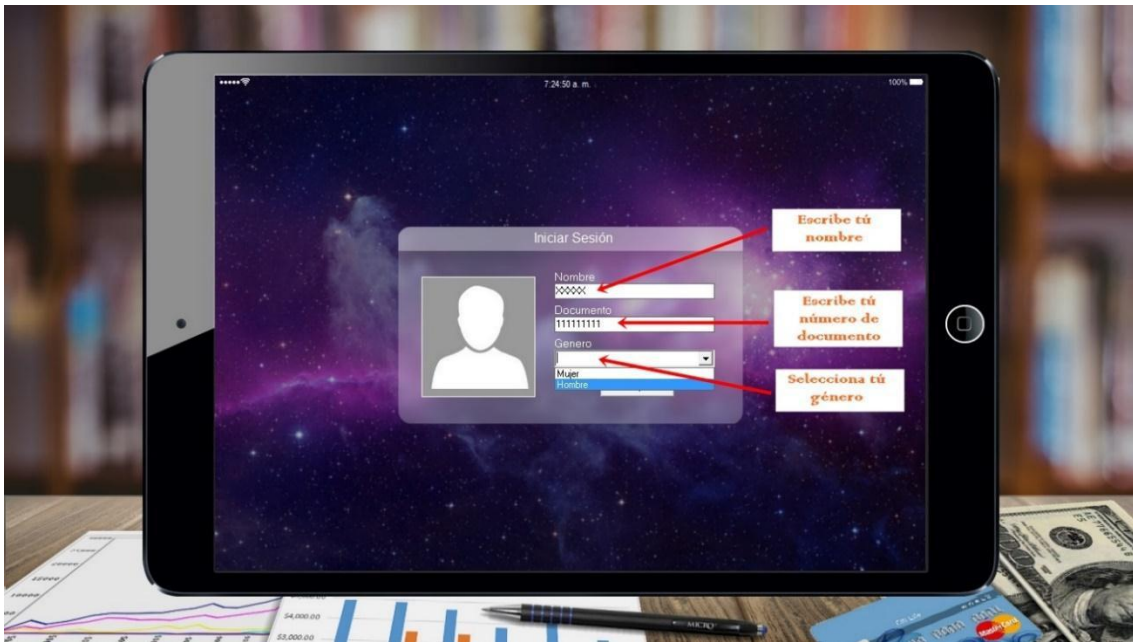 7:24:50 a. m.
100%
Iniciar Sesión
Nombre
XXXXX
Documento
111111111
Genero
Mujer
Hombre
Escribe tú
nombre
Escribe tú
número de
documento
Selecciona tú
género
$4,000.00
$3,000.00
MasterCard